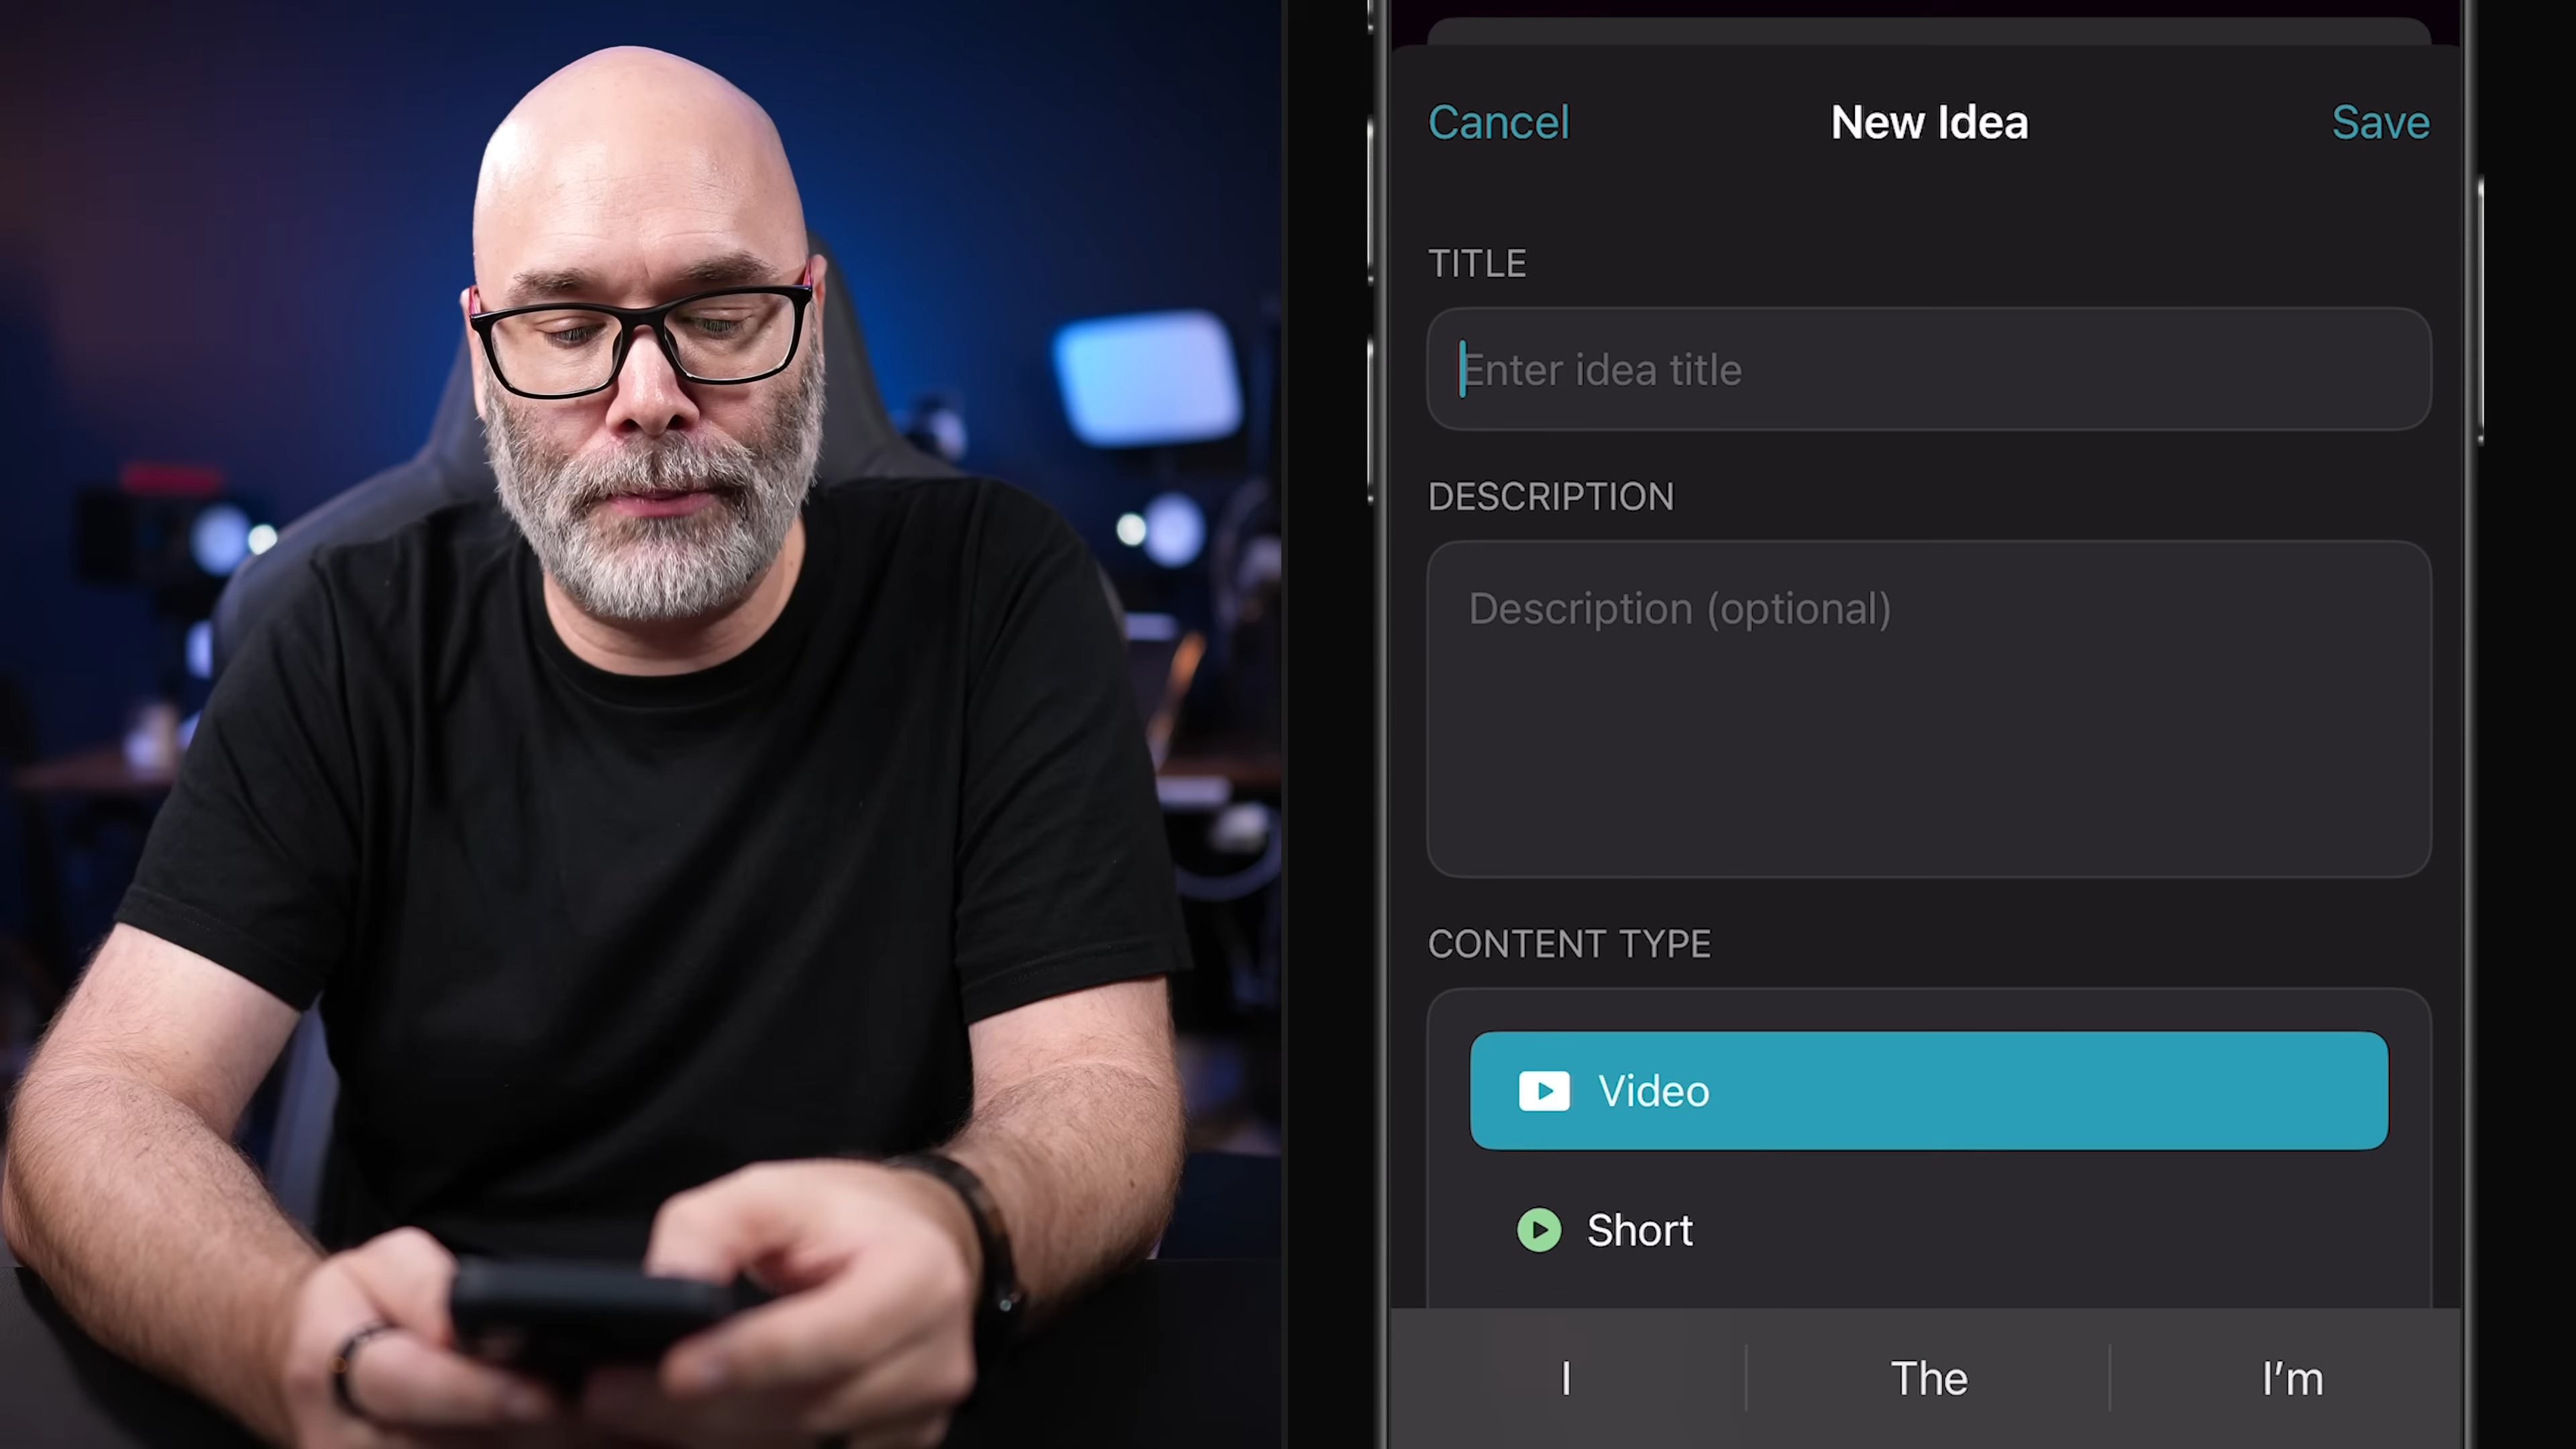 Cancel New Idea Save
TITLE
Enter idea title
DESCRIPTION
Description (optional)
CONTENT TYPE
Video
Short
I The I’m